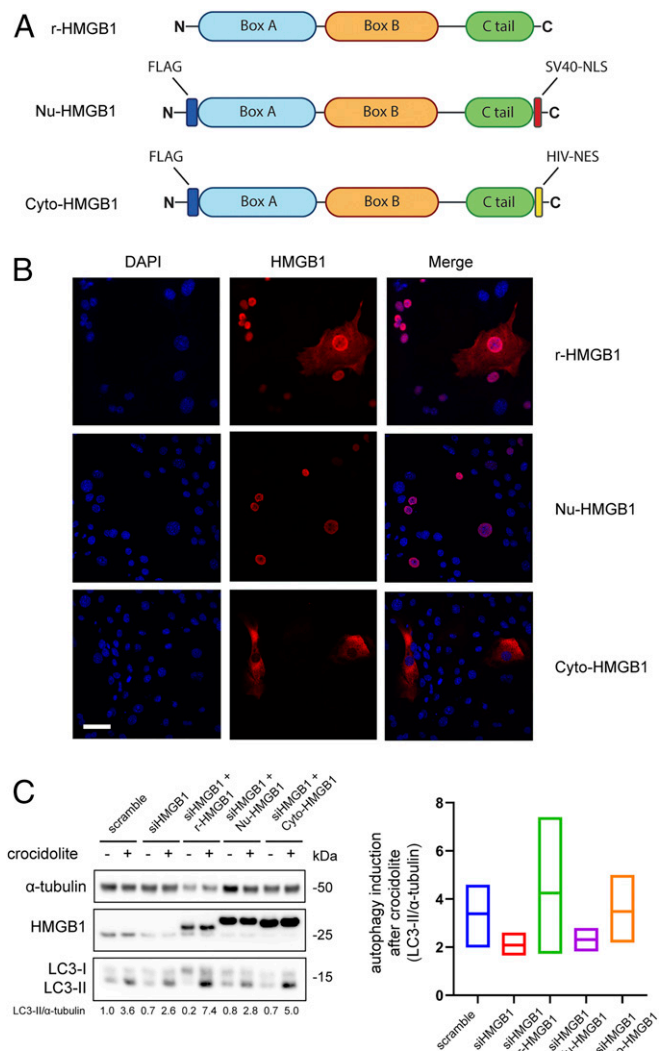 A
r-HMGB1
N
Box A
Box B
C tail
C
FLAG
SV40-NLS
Nu-HMGB1
N
Box A
Box B
C tail
C
FLAG
HIV-NES
Cyto-HMGB1
N
Box A
Box B
C tail
C
B
DAPI
HMGB1
Merge
r-HMGB1
Nu-HMGB1
Cyto-HMGB1
C
scramble
siHMGB1
siHMGB1 +
r-HMGB1
siHMGB1 +
Nu-HMGB1
siHMGB1 +
Cyto-HMGB1
crocidolite - + - + - + - + - + kDa
α-tubulin -50
HMGB1 -25
LC3-I -15
LC3-II
LC3-II/α-tubulin 1.0 3.6 0.7 2.6 0.2 7.4 0.8 2.8 0.7 5.0
autophagy induction
after crocidolite
(LC3-II/α-tubulin)
8
6
4
2
0
scramble
siHMGB1
siHMGB1
r-HMGB1
siHMGB1
siHMGB1